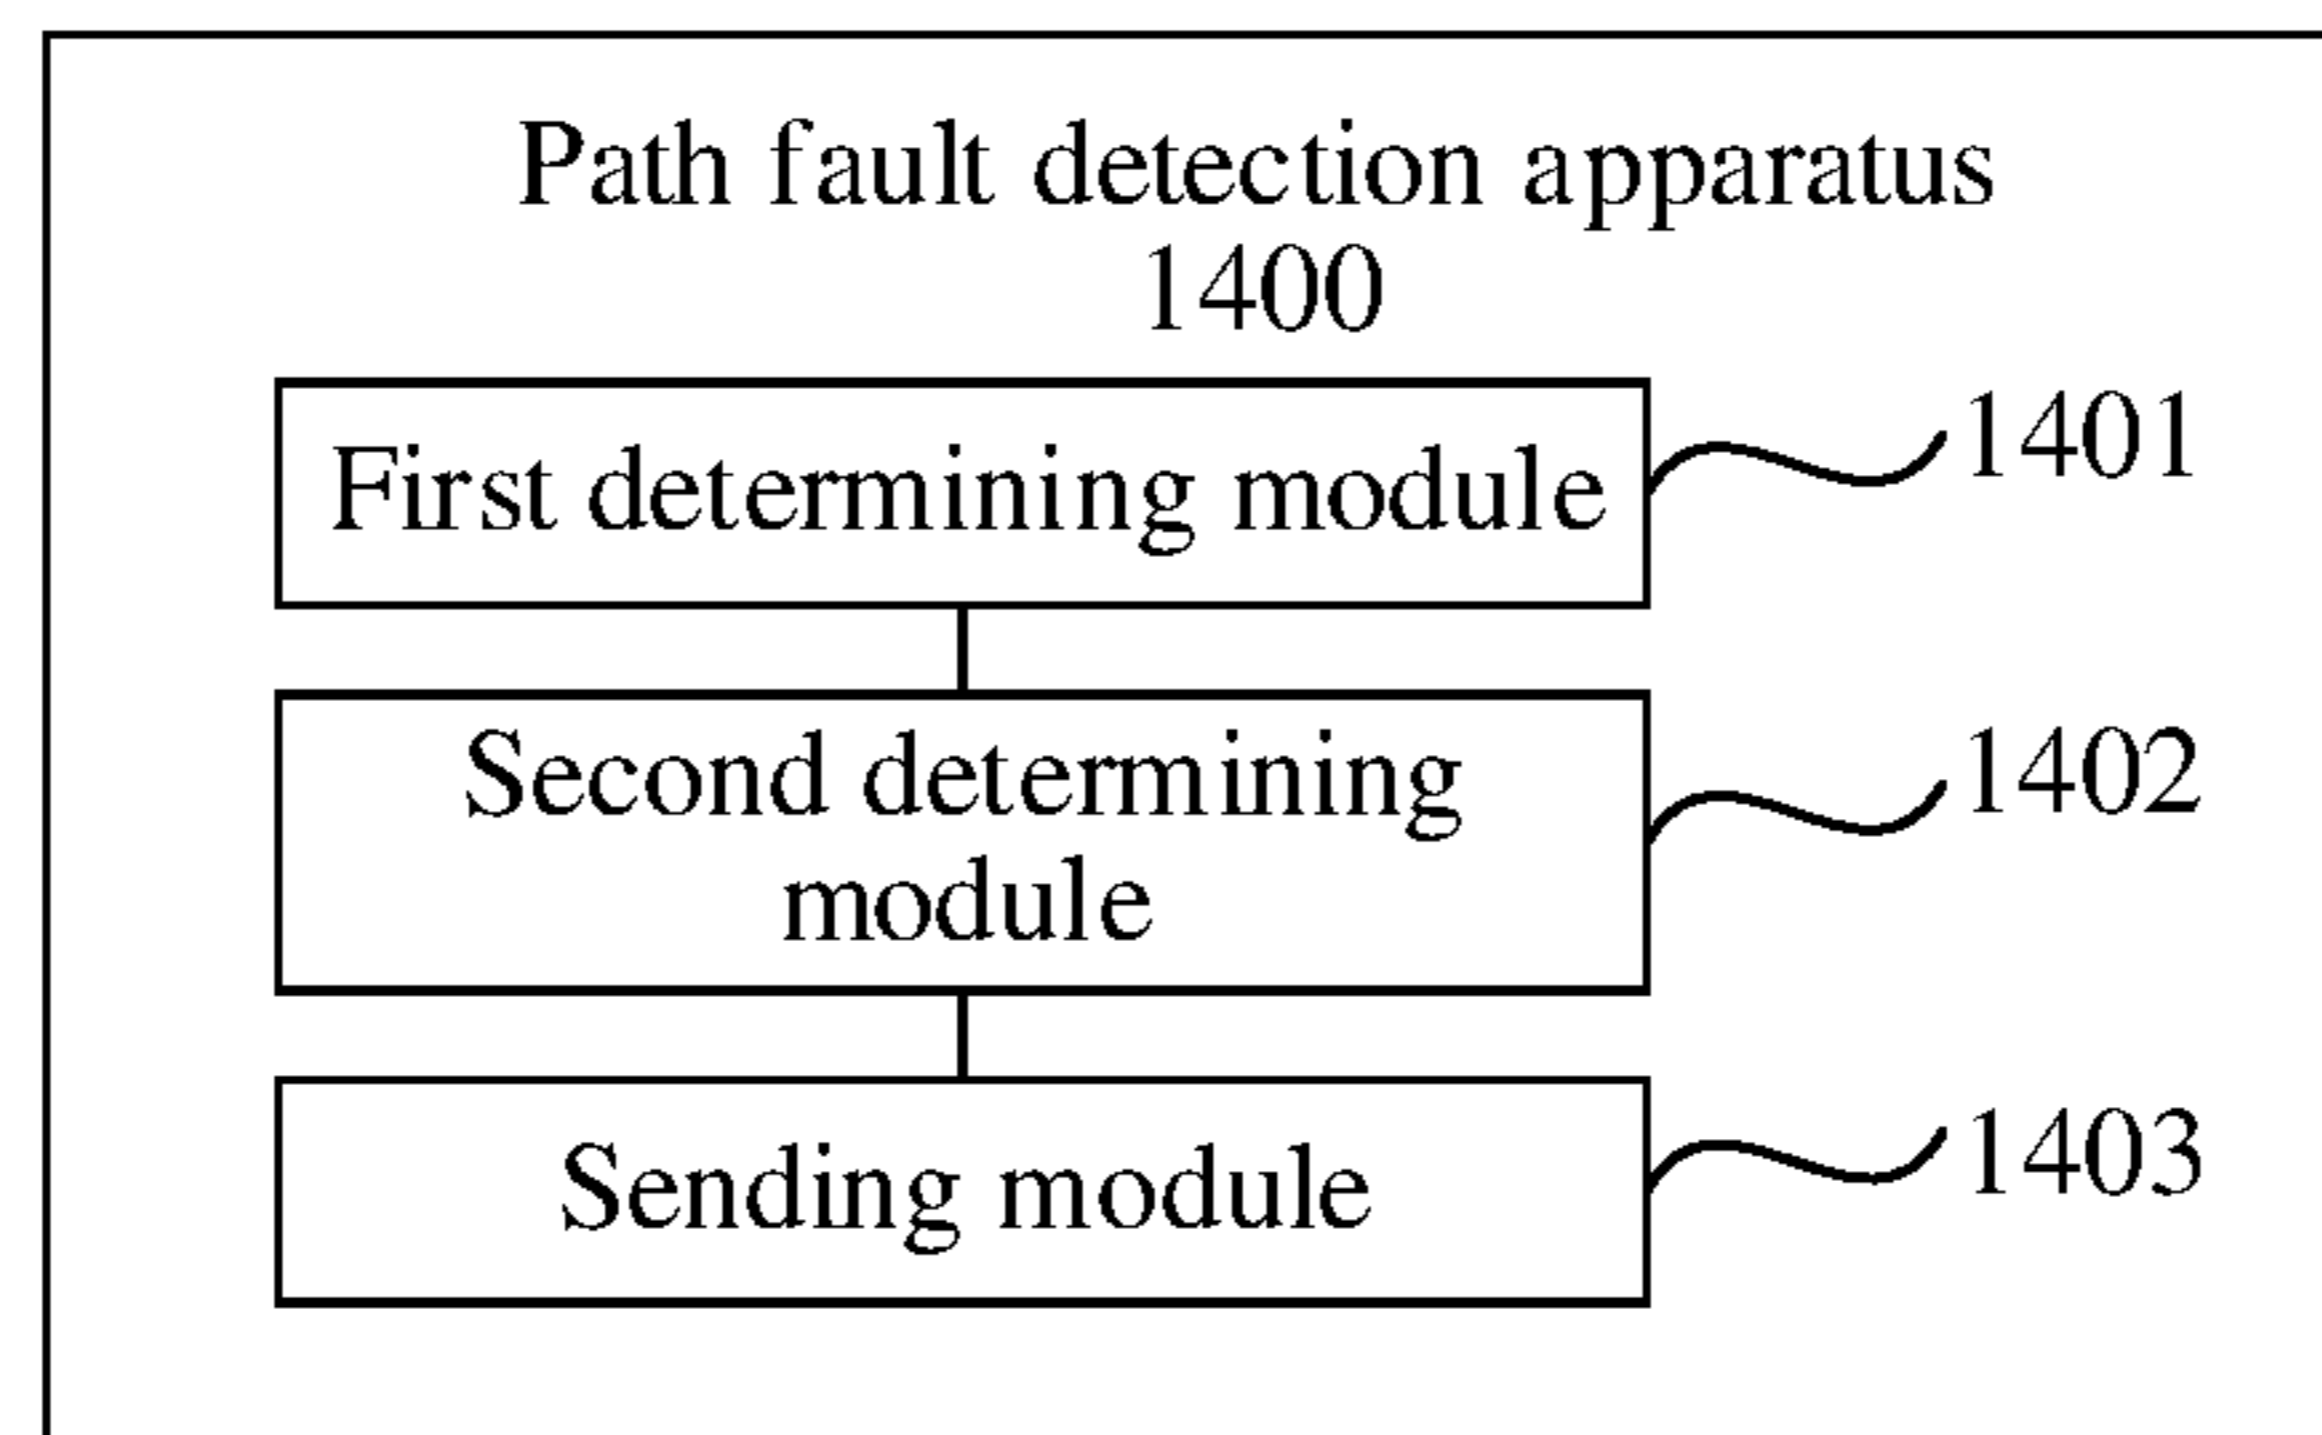 Path fault detection apparatus
1400
First determining module
1401
Second determining
module
1402
Sending module
1403